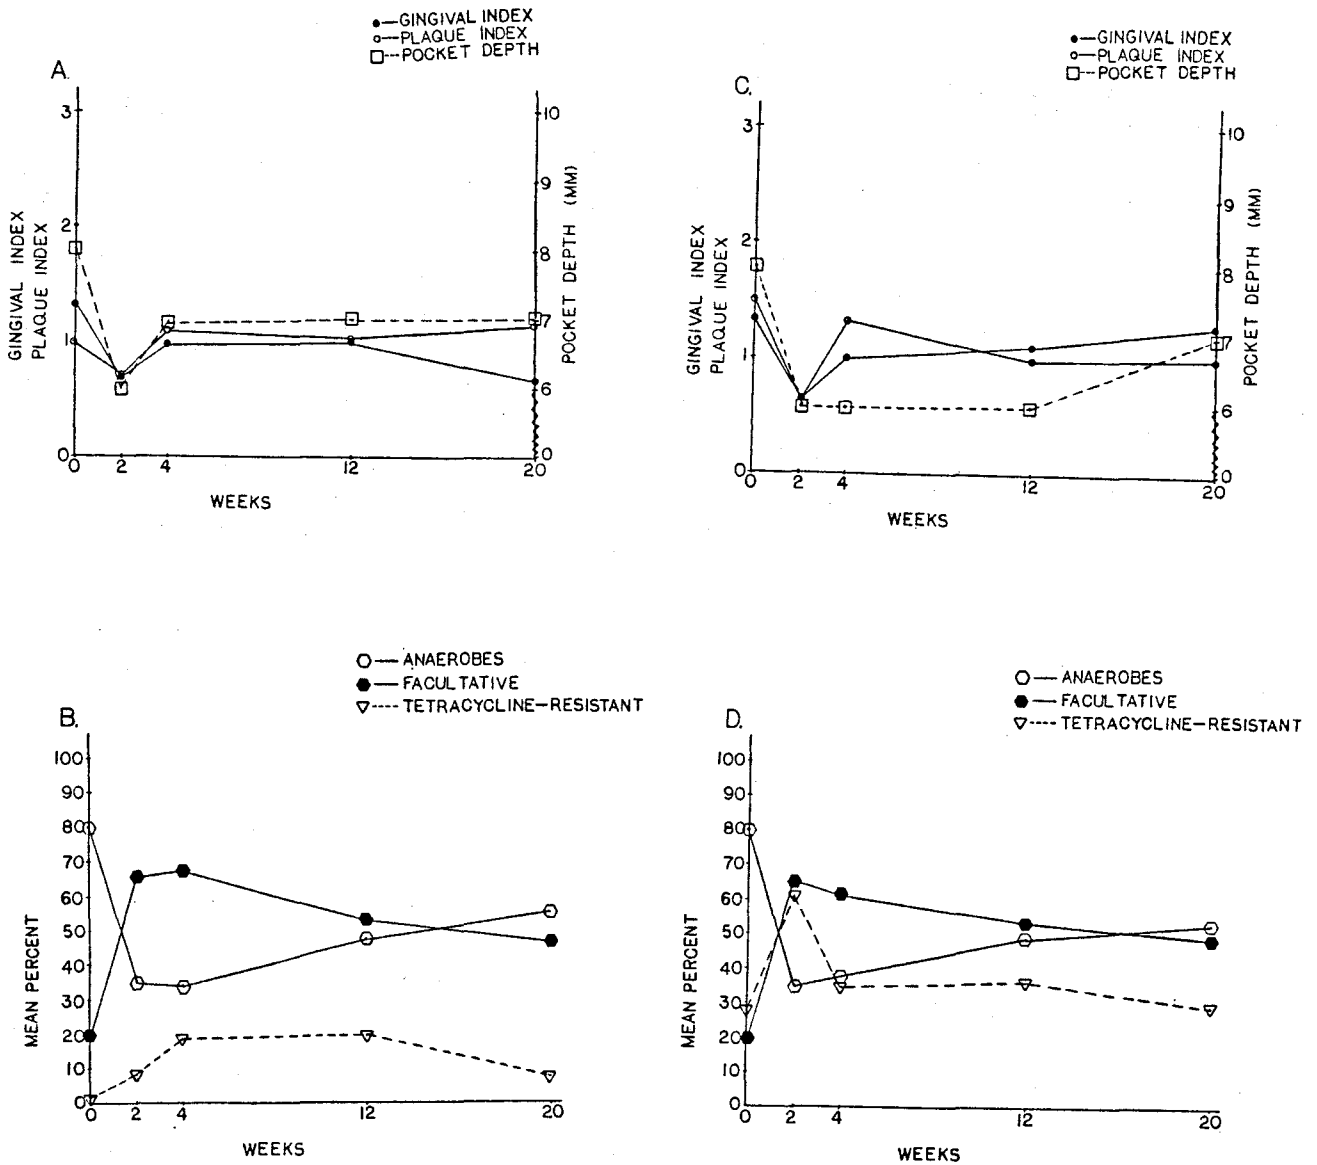 ●—GINGIVAL INDEX
○—PLAQUE INDEX
□--POCKET DEPTH
A.
3
2
1
0
GINGIVAL INDEX
PLAQUE INDEX
10
9
8
7
6
0
POCKET DEPTH (MM)
0 2 4 12 20
WEEKS
●—GINGIVAL INDEX
○—PLAQUE INDEX
□--POCKET DEPTH
C.
3
2
1
0
GINGIVAL INDEX
PLAQUE INDEX
10
9
8
7
6
0
POCKET DEPTH (MM)
0 2 4 12 20
WEEKS
ANAEROBES
FACULTATIVE
TETRACYCLINE-RESISTANT
B.
100
90
80
70
60
50
40
30
20
10
0
MEAN PERCENT
0 2 4 12 20
WEEKS
ANAEROBES
FACULTATIVE
TETRACYCLINE-RESISTANT
D.
100
90
80
70
60
50
40
30
20
10
0
MEAN PERCENT
0 2 4 12 20
WEEKS